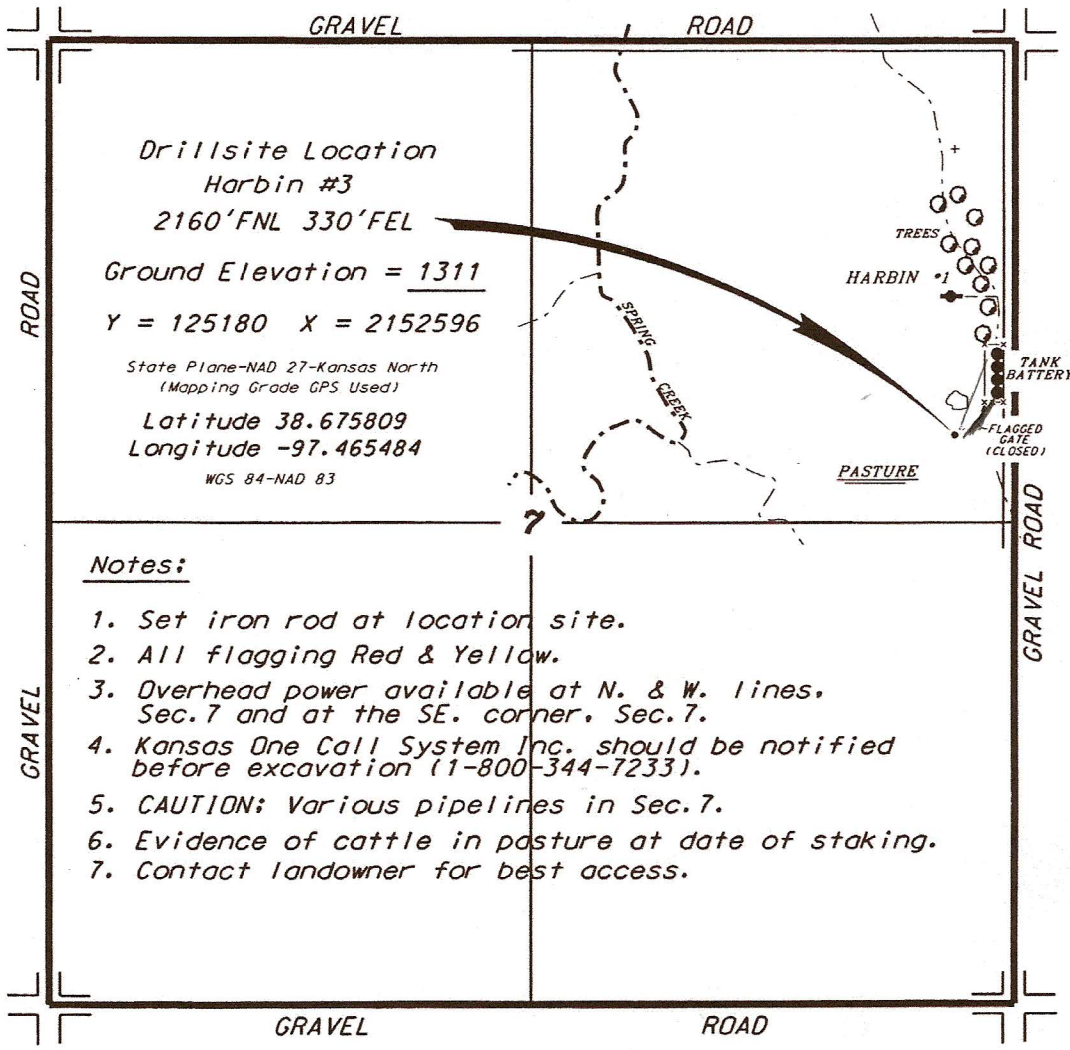 GRAVEL ROAD
Drillsite Location
Harbin #3
2160'FNL 330'FEL
Ground Elevation = 1311
Y = 125180 X = 2152596
State Plane-NAD 27-Kansas North
(Mapping Grade GPS Used)
Latitude 38.675809
Longitude -97.465484
WGS 84-NAD 83
ROAD
GRAVEL
SPRING
CREEK
TREES
HARBIN 1
TANK
BATTERY
FLAGGED
GATE
(CLOSED)
PASTURE
GRAVEL ROAD
7
Notes:
1. Set iron rod at location site.
2. All flagging Red & Yellow.
3. Overhead power available at N. & W. lines,
Sec. 7 and at the SE. corner, Sec. 7.
4. Kansas One Call System Inc. should be notified
before excavation (1-800-344-7233).
5. CAUTION: Various pipelines in Sec. 7.
6. Evidence of cattle in pasture at date of staking.
7. Contact landowner for best access.
GRAVEL ROAD